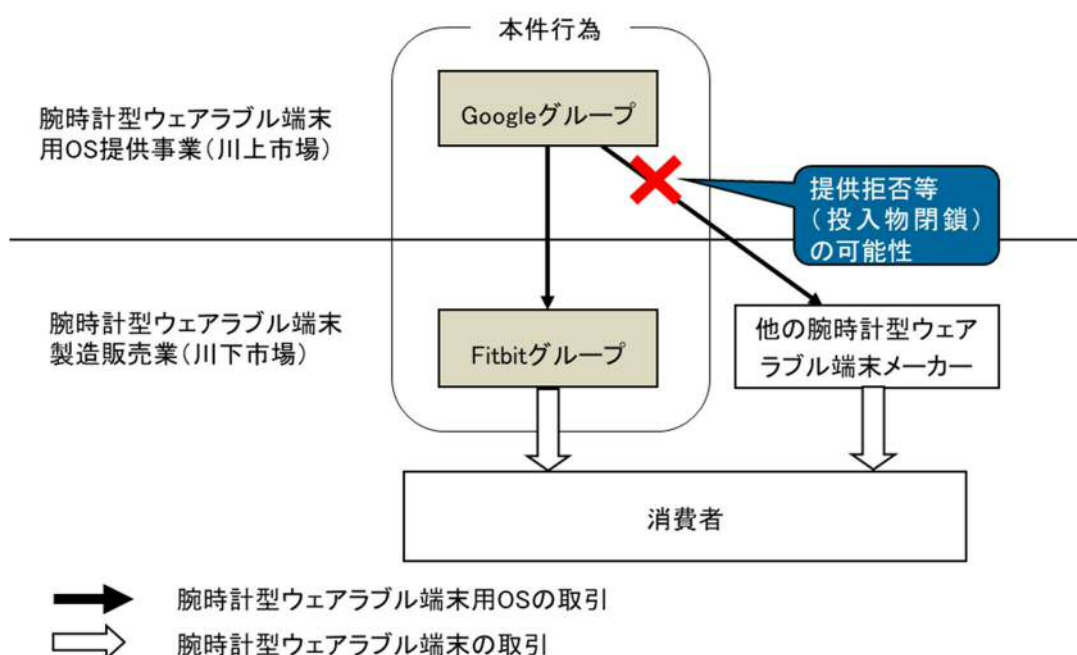 本件行為
腕時計型ウェアラブル端末
用OS提供事業(川上市場)
Googleグループ
提供拒否等
(投入物閉鎖)
の可能性
腕時計型ウェアラブル端末
製造販売業(川下市場)
Fitbitグループ
他の腕時計型ウェア
ラブル端末メーカー
消費者
腕時計型ウェアラブル端末用OSの取引
腕時計型ウェアラブル端末の取引